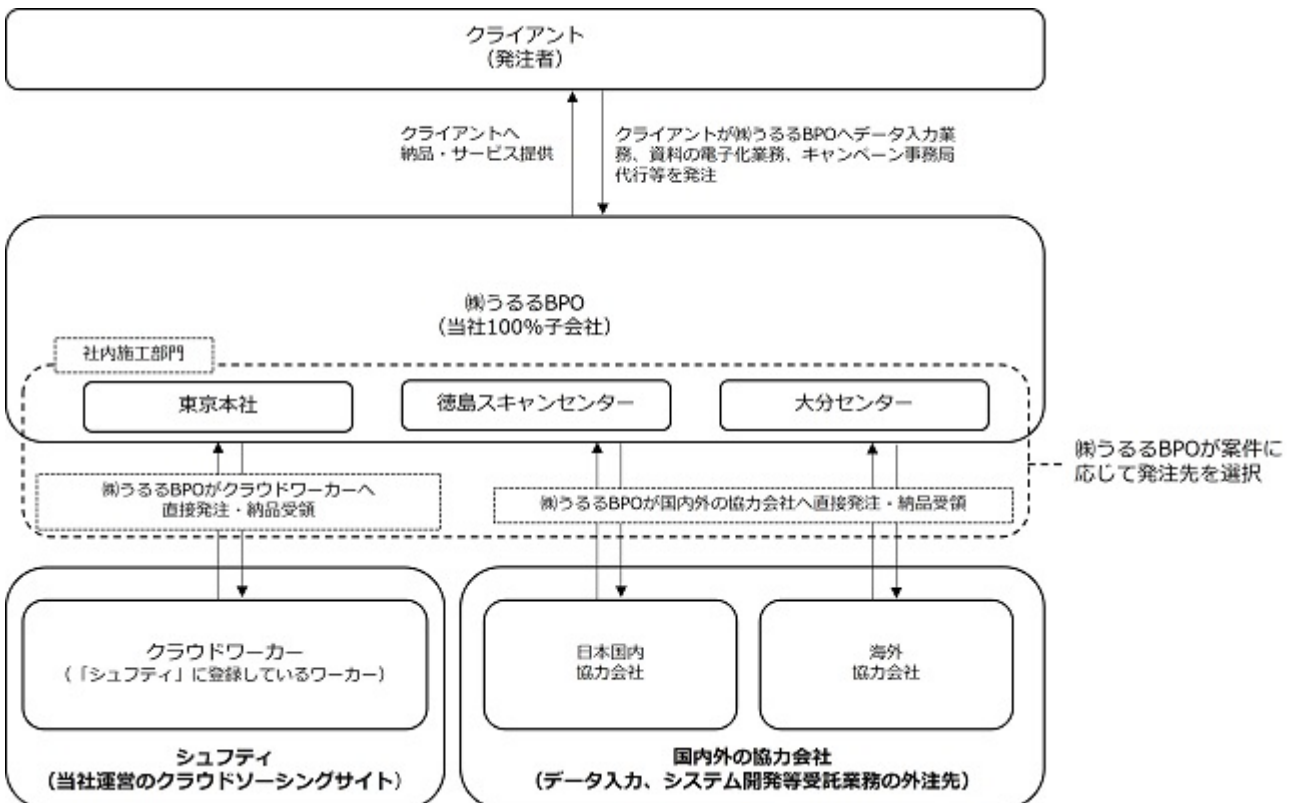 クライアント
（発注者）
クライアントへ
納品・サービス提供
クライアントが㈱うるるBPOへデータ入力業
務、資料の電子化業務、キャンペーン事務局
代行等を発注
㈱うるるBPO
（当社100％子会社）
社内施工部門
東京本社
徳島スキャンセンター
大分センター
㈱うるるBPOが案件に
応じて発注先を選択
㈱うるるBPOがクラウドワーカーへ
直接発注・納品受領
㈱うるるBPOが国内外の協力会社へ直接発注・納品受領
クラウドワーカー
（「シュフティ」に登録しているワーカー）
日本国内
協力会社
海外
協力会社
シュフティ
（当社運営のクラウドソーシングサイト）
国内外の協力会社
（データ入力、システム開発等受託業務の外注先）